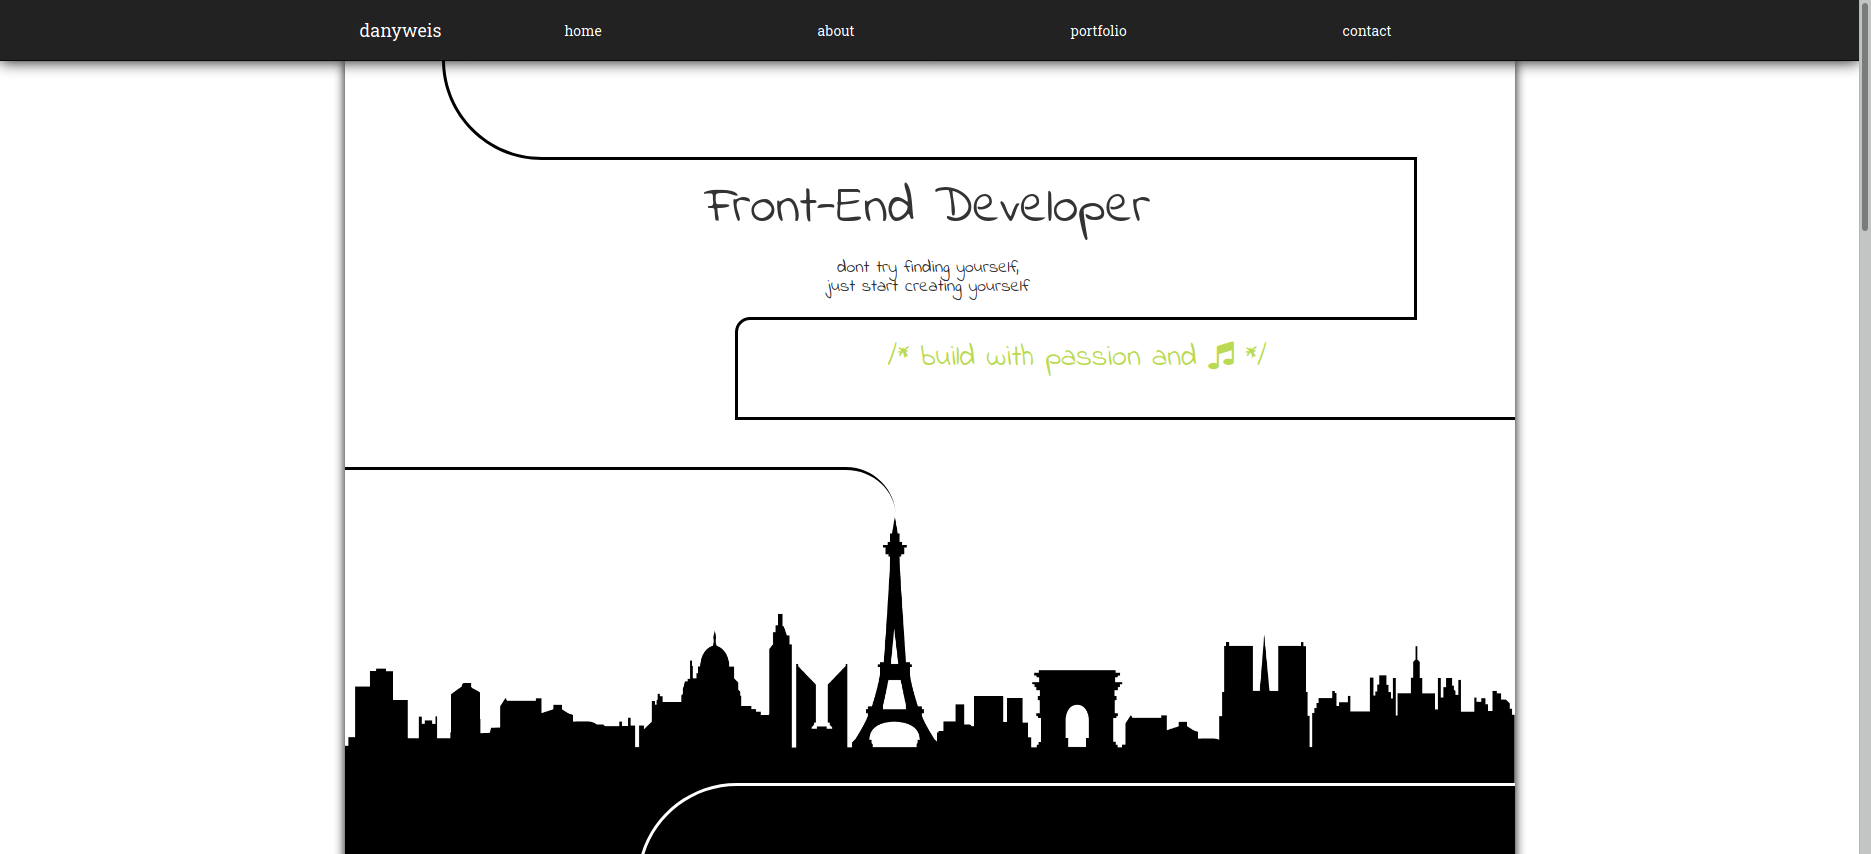 danyweis home about portfolio contact
Front-End Developer
dont try finding yourself,
just start creating yourself
/* build with passion and 🎵 */